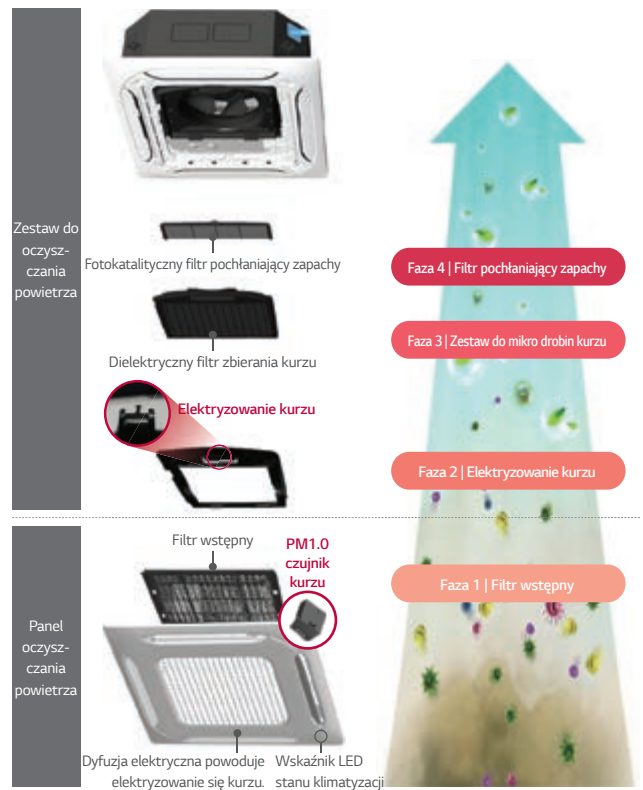 Zestaw do
oczysz-
czania
powietrza
Fotokatalityczny filtr pochłaniający zapachy
Dielektryczny filtr zbierania kurzu
Elektryzowanie kurzu
Faza 4 | Filtr pochłaniający zapachy
Faza 3 | Zestaw do mikro drobin kurzu
Faza 2 | Elektryzowanie kurzu
Panel
oczysz-
czania
powietrza
Filtr wstępny
PM1.0
czujnik
kurzu
Dyfuzja elektryczna powoduje
elektryzowanie się kurzu.
Wskaźnik LED
stanu klimatyzacji
Faza 1 | Filtr wstępny